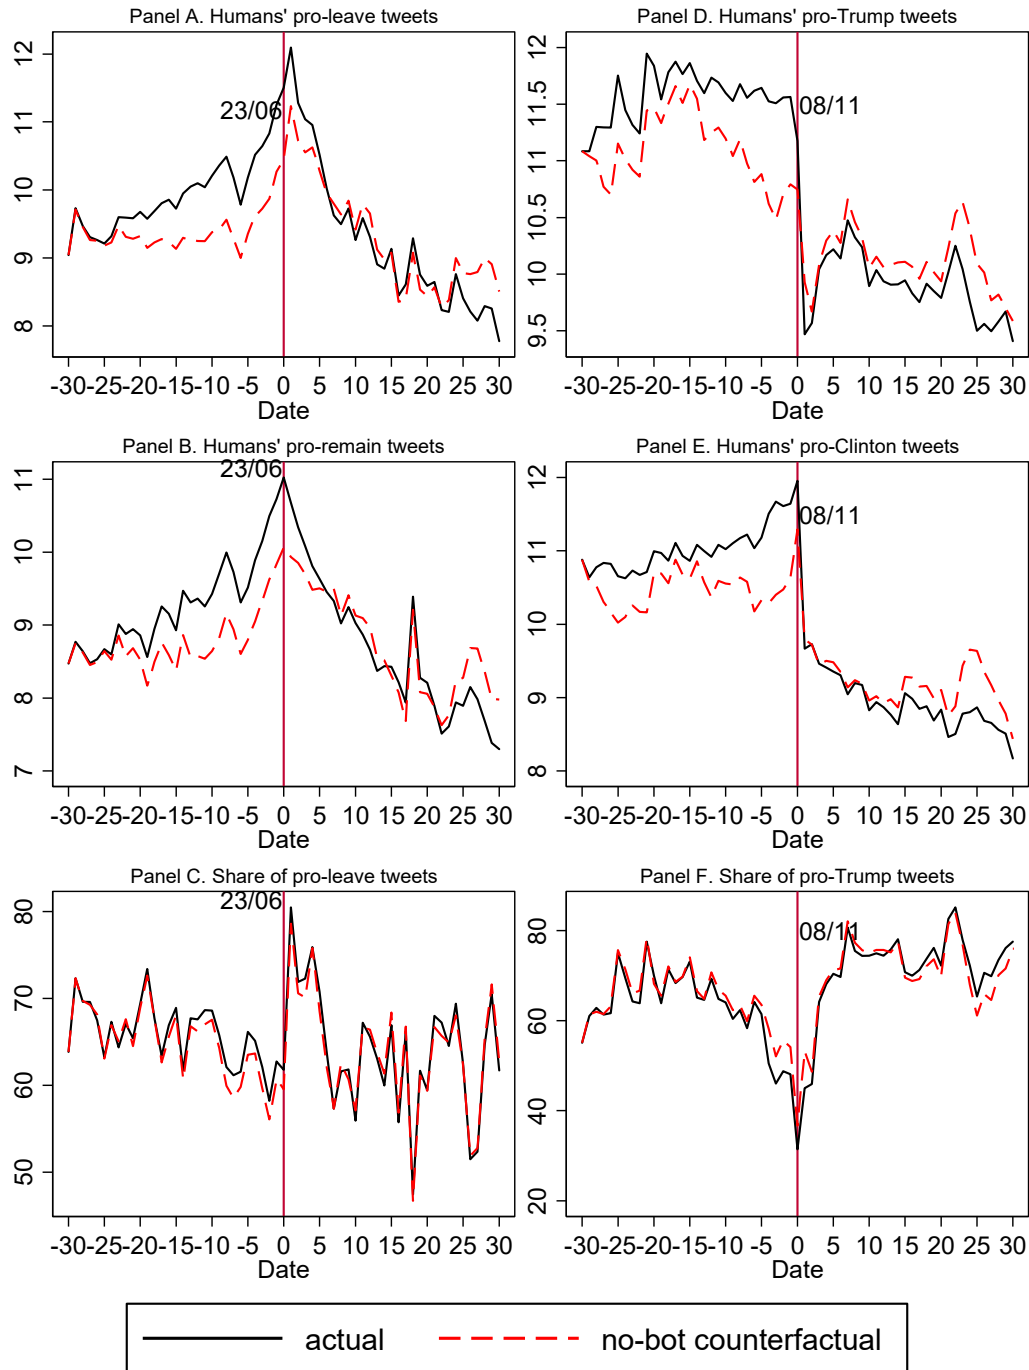 Panel A. Humans' pro-leave tweets
12
11
10
9
8
23/06
-30-25-20-15-10 -5 0 5 10 15 20 25 30
Date
Panel D. Humans' pro-Trump tweets
12
11.5
11
10.5
10
9.5
08/11
-30-25-20-15-10 -5 0 5 10 15 20 25 30
Date
Panel B. Humans' pro-remain tweets
11
10
9
8
7
23/06
-30-25-20-15-10 -5 0 5 10 15 20 25 30
Date
Panel E. Humans' pro-Clinton tweets
12
11
10
9
8
08/11
-30-25-20-15-10 -5 0 5 10 15 20 25 30
Date
Panel C. Share of pro-leave tweets
80
70
60
50
23/06
-30-25-20-15-10 -5 0 5 10 15 20 25 30
Date
Panel F. Share of pro-Trump tweets
80
60
40
20
08/11
-30-25-20-15-10 -5 0 5 10 15 20 25 30
Date
actual
no-bot counterfactual